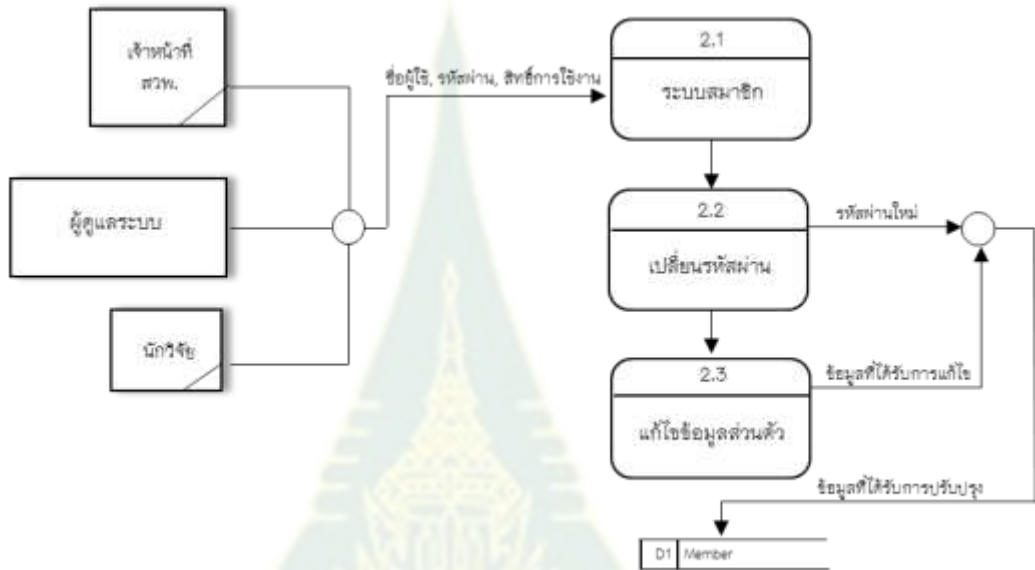 เจ้าหน้าที่
สวพ.
ผู้ดูแลระบบ
นักวิจัย
ชื่อผู้ใช้, รหัสผ่าน, สิทธิ์การใช้งาน
2.1
ระบบสมาชิก
2.2
เปลี่ยนรหัสผ่าน
รหัสผ่านใหม่
2.3
แก้ไขข้อมูลส่วนตัว
ข้อมูลที่ได้รับการแก้ไข
ข้อมูลที่ได้รับการปรับปรุง
D1 Member